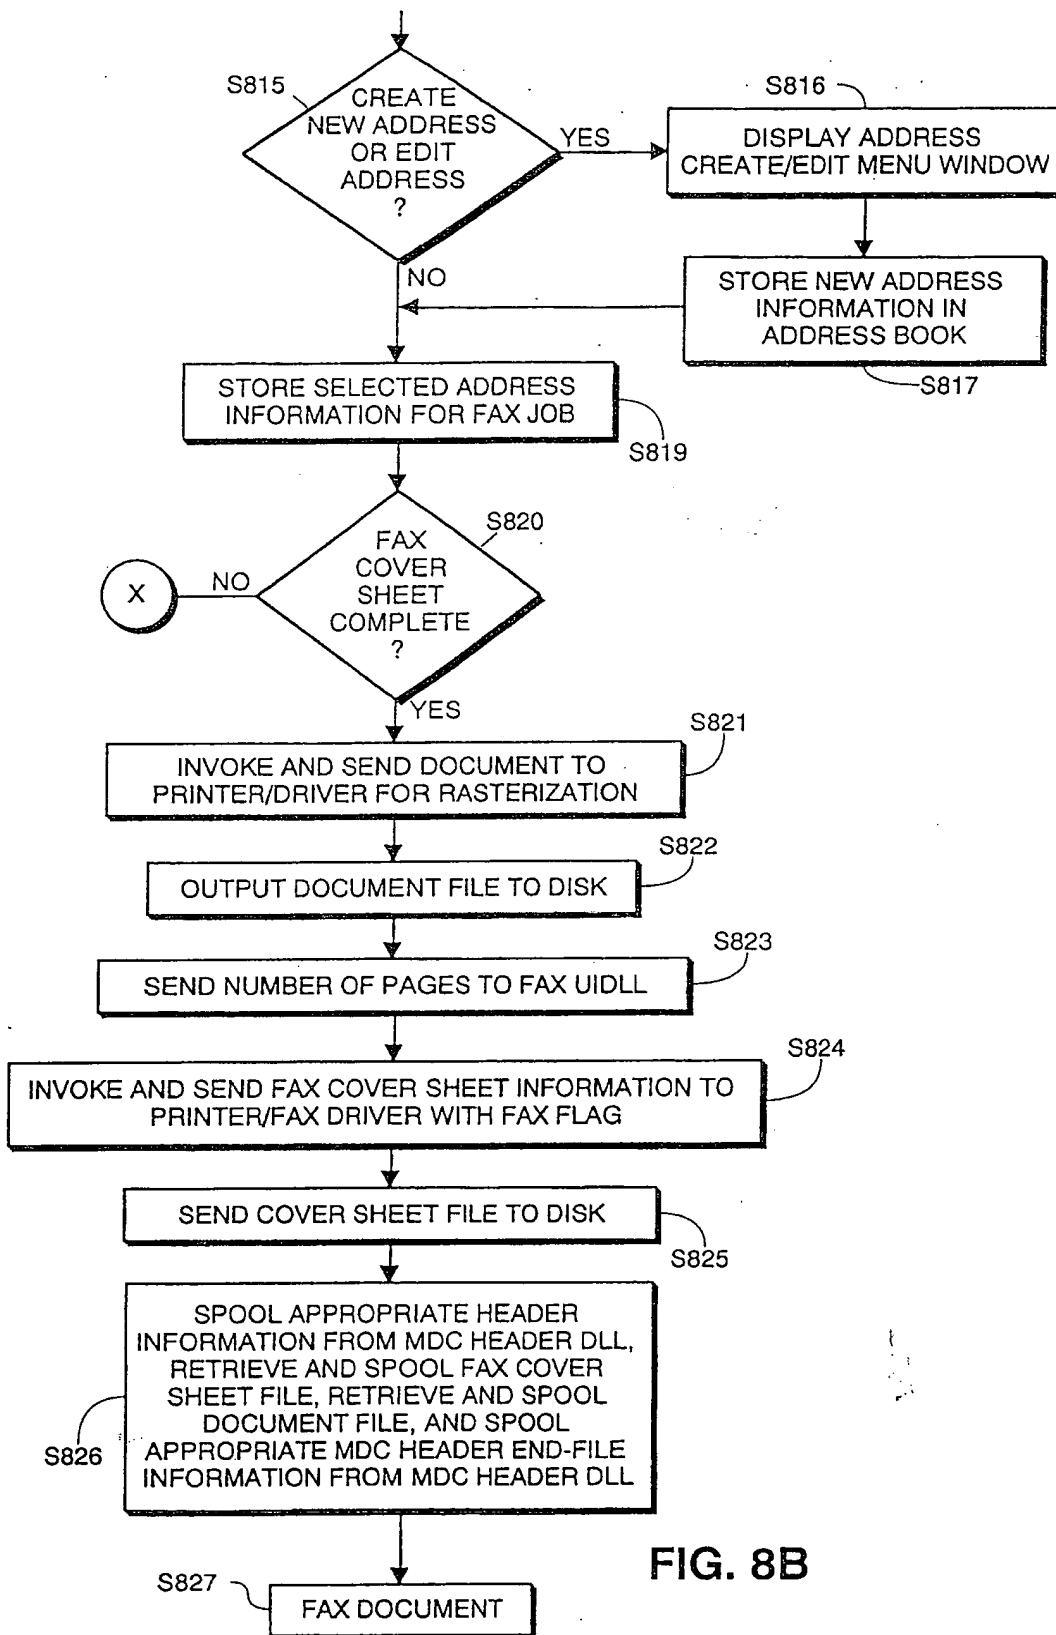 S815
CREATE
NEW ADDRESS
OR EDIT
ADDRESS
?
YES
S816
DISPLAY ADDRESS
CREATE/EDIT MENU WINDOW
NO
STORE NEW ADDRESS
INFORMATION IN
ADDRESS BOOK
S817
STORE SELECTED ADDRESS
INFORMATION FOR FAX JOB
S819
S820
FAX
COVER
SHEET
COMPLETE
?
NO
X
YES
S821
INVOKE AND SEND DOCUMENT TO
PRINTER/DRIVER FOR RASTERIZATION
S822
OUTPUT DOCUMENT FILE TO DISK
S823
SEND NUMBER OF PAGES TO FAX UIDLL
S824
INVOKE AND SEND FAX COVER SHEET INFORMATION TO
PRINTER/FAX DRIVER WITH FAX FLAG
SEND COVER SHEET FILE TO DISK
S825
SPOOL APPROPRIATE HEADER
INFORMATION FROM MDC HEADER DLL,
RETRIEVE AND SPOOL FAX COVER
SHEET FILE, RETRIEVE AND SPOOL
DOCUMENT FILE, AND SPOOL
APPROPRIATE MDC HEADER END-FILE
INFORMATION FROM MDC HEADER DLL
S826
FIG. 8B
S827
FAX DOCUMENT